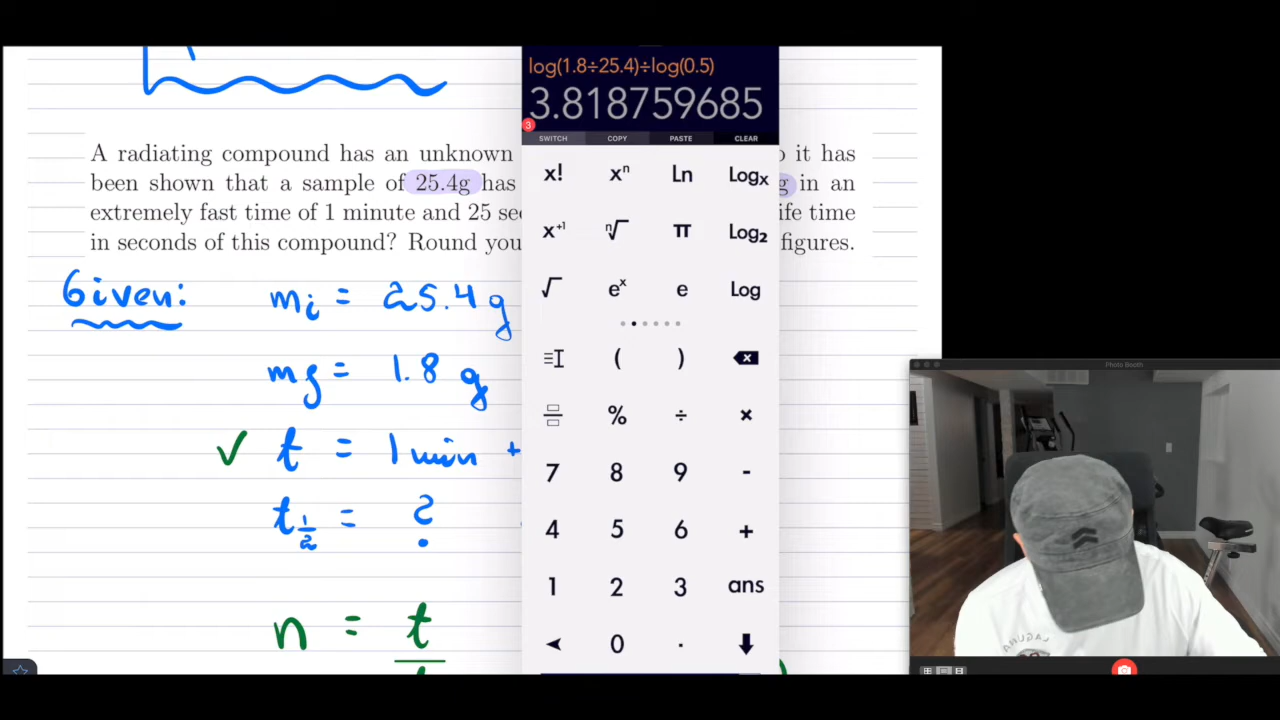 A radiating compound has an unknown
o it has
been shown that a sample of 25.4g has
g in an
extremely fast time of 1 minute and 25 sec
ife time
in seconds of this compound? Round you
figures.
Given: mi = 25.4 g
mf = 1.8 g
✓ t = 1 min +
t 1/2 = ?
n = t
log(1.8÷25.4)÷log(0.5)
3.818759685
3
SWITCH COPY PASTE CLEAR
x! xⁿ Ln Logx
x+1 ⁿ√ π Log2
√ eˣ e Log
( )
% ÷ ×
7 8 9 -
4 5 6 +
1 2 3 ans
0 .
Photo Booth
LAGUNA